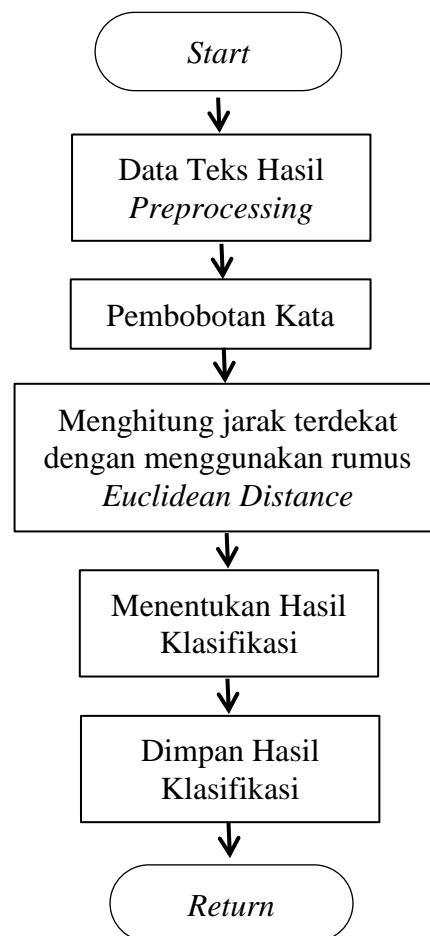 Start
Data Teks Hasil
Preprocessing
Pembobotan Kata
Menghitung jarak terdekat
dengan menggunakan rumus
Euclidean Distance
Menentukan Hasil
Klasifikasi
Dimpan Hasil
Klasifikasi
Return